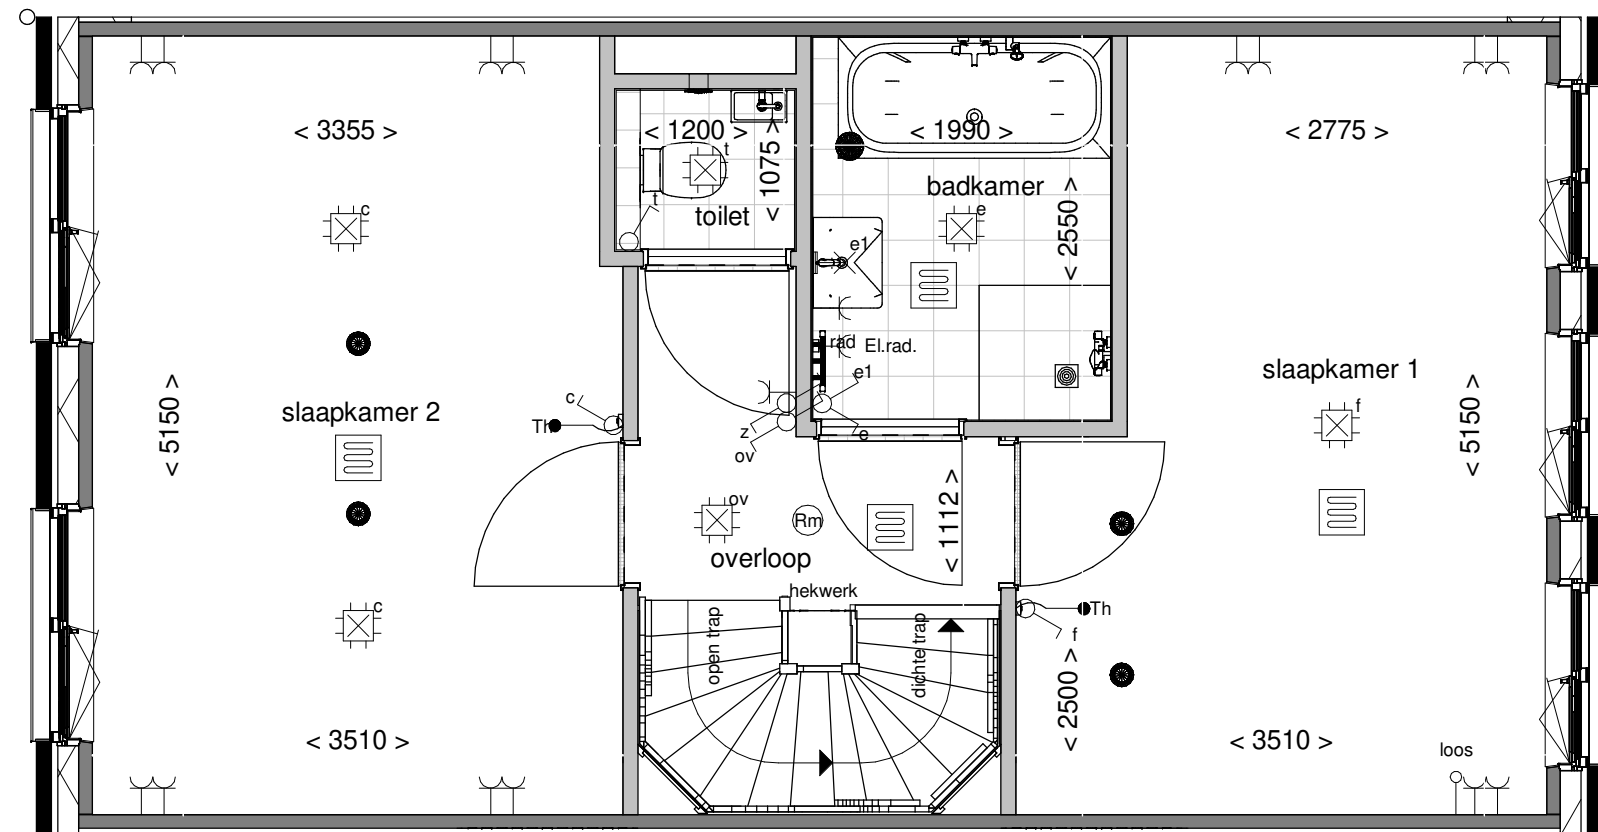 < 3355 >
< 1200 >
< 1990 >
< 2775 >
t
< 1075 >
badkamer
c
t
toilet
e
< 2550 >
e1
rad
El.rad.
slaapkamer 1
e1
< 5150 >
slaapkamer 2
c
Th
z
e
ov
f
< 5150 >
ov
Rm
< 1112 >
overloop
hekwerk
c
open trap
dichte trap
Th
f
< 2500 >
< 3510 >
< 3510 >
loos